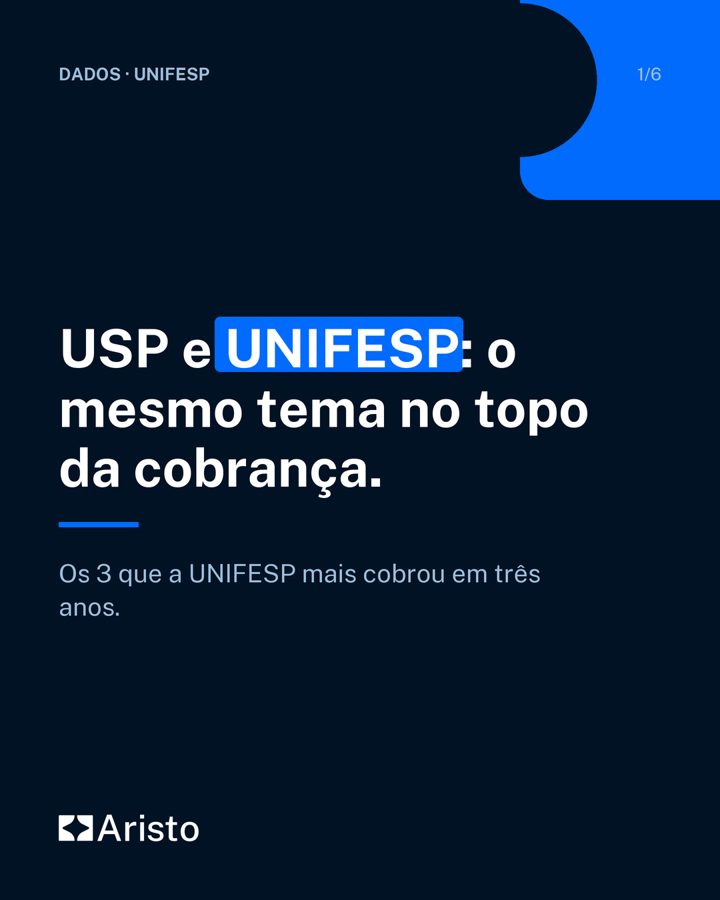 DADOS · UNIFESP
1/6
USP e UNIFESP: o
mesmo tema no topo
da cobrança.
Os 3 que a UNIFESP mais cobrou em três
anos.
Aristo